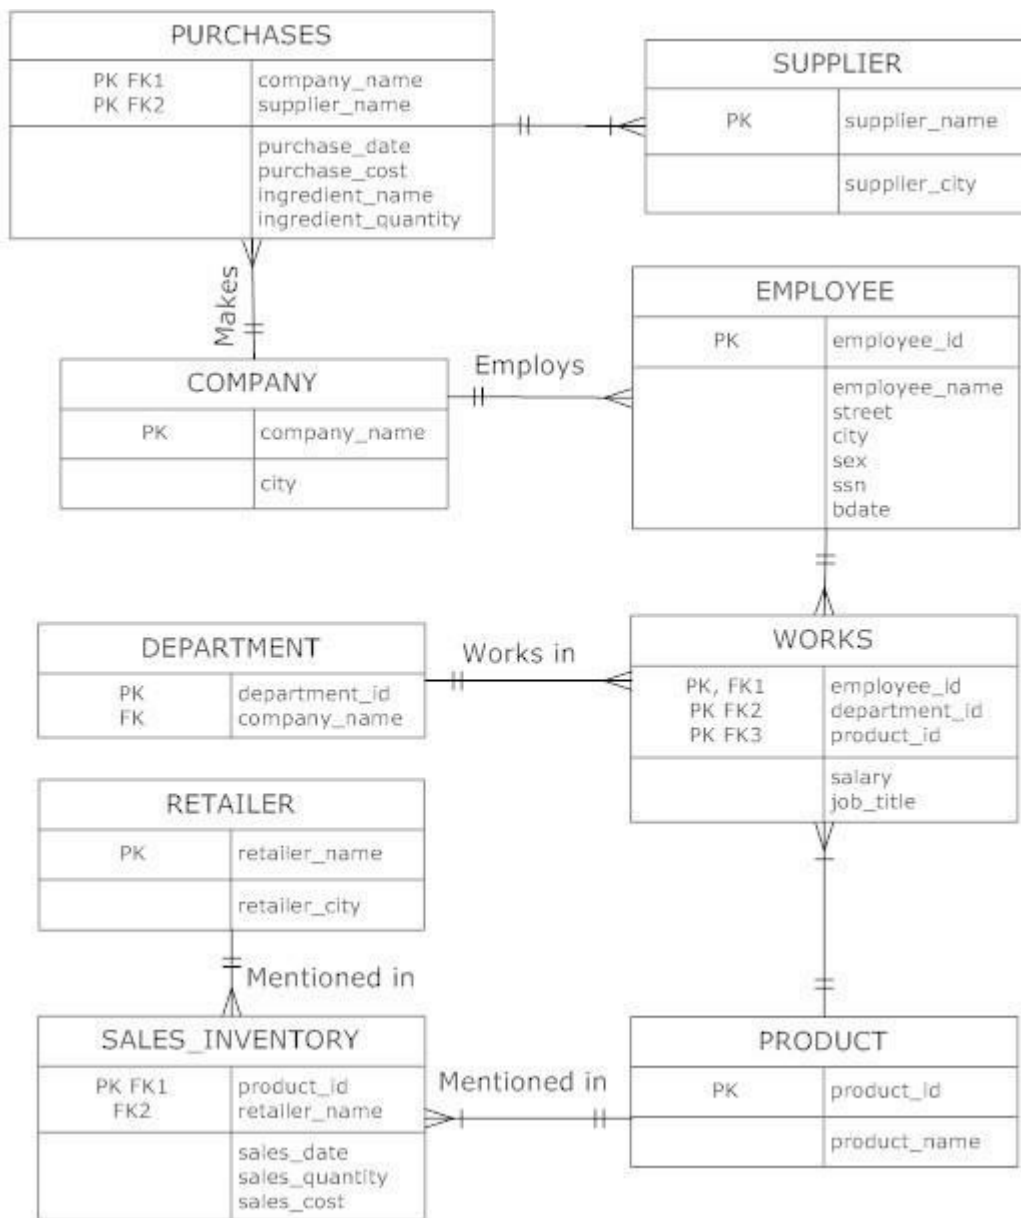 PURCHASES
PK FK1 company_name
PK FK2 supplier_name
purchase_date
purchase_cost
ingredient_name
ingredient_quantity
SUPPLIER
PK supplier_name
supplier_city
Makes
COMPANY
PK company_name
city
Employs
EMPLOYEE
PK employee_id
employee_name
street
city
sex
ssn
bdate
DEPARTMENT
PK department_id
FK company_name
Works in
WORKS
PK, FK1 employee_id
PK FK2 department_id
PK FK3 product_id
salary
job_title
RETAILER
PK retailer_name
retailer_city
Mentioned in
SALES_INVENTORY
PK FK1 product_id
FK2 retailer_name
sales_date
sales_quantity
sales_cost
Mentioned in
PRODUCT
PK product_id
product_name